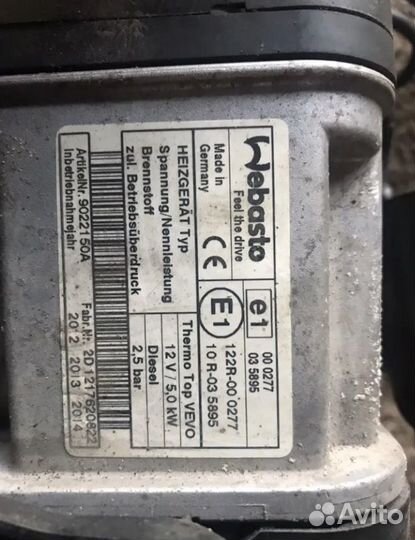 Webasto
Feel the drive
Made in
Germany
CE
E1
e1
00 0277
03 5895
122R-00 0277
10 R-03 5895
HEIZGERÄT Typ
Thermo Top VEVO
Spannung/Nennleistung
12 V / 5,0 kW
Brennstoff
Diesel
zul. Betriebsüberdruck
2,5 bar
ArtikelNr. 9022150A
Fabr.Nr. 2D1217620822
Inbetriebnahmejahr
2012 2013 2014
Avito